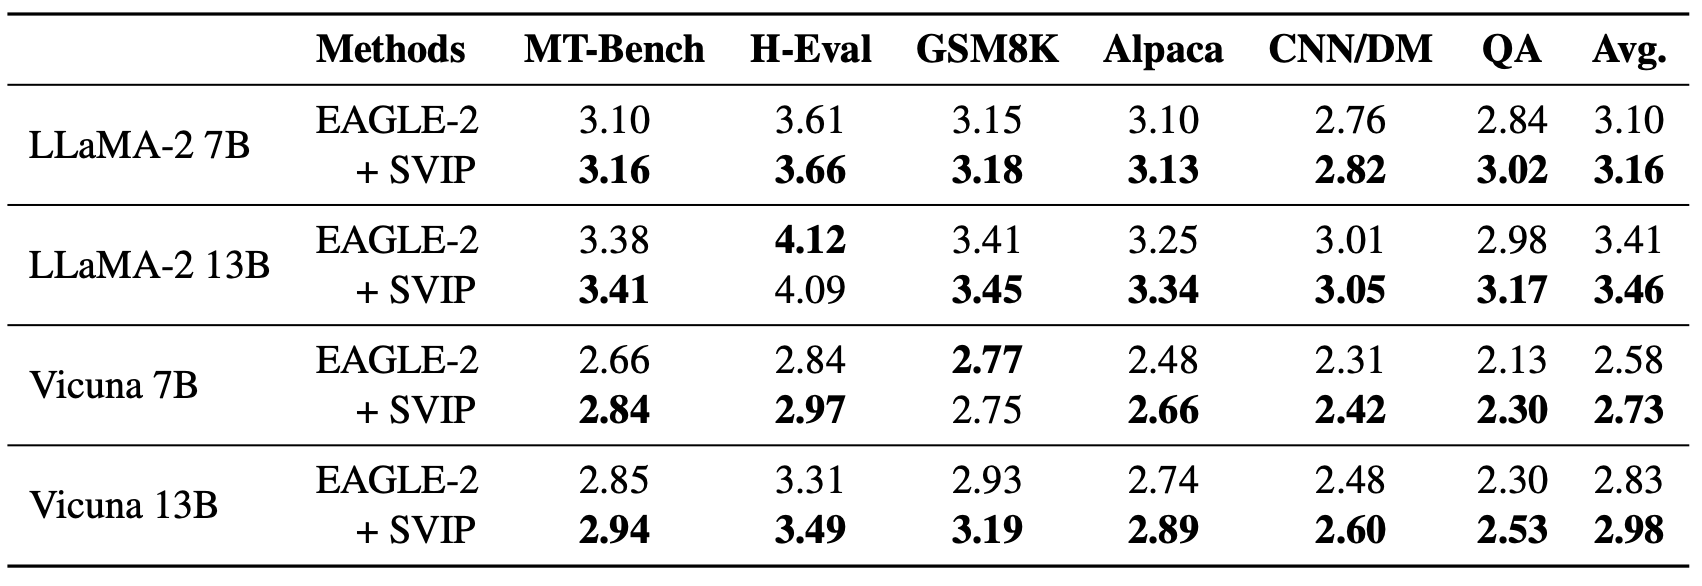 Methods MT-Bench H-Eval GSM8K Alpaca CNN/DM QA Avg.
LLaMA-2 7B
EAGLE-2 3.10 3.61 3.15 3.10 2.76 2.84 3.10
+ SVIP 3.16 3.66 3.18 3.13 2.82 3.02 3.16
LLaMA-2 13B
EAGLE-2 3.38 4.12 3.41 3.25 3.01 2.98 3.41
+ SVIP 3.41 4.09 3.45 3.34 3.05 3.17 3.46
Vicuna 7B
EAGLE-2 2.66 2.84 2.77 2.48 2.31 2.13 2.58
+ SVIP 2.84 2.97 2.75 2.66 2.42 2.30 2.73
Vicuna 13B
EAGLE-2 2.85 3.31 2.93 2.74 2.48 2.30 2.83
+ SVIP 2.94 3.49 3.19 2.89 2.60 2.53 2.98